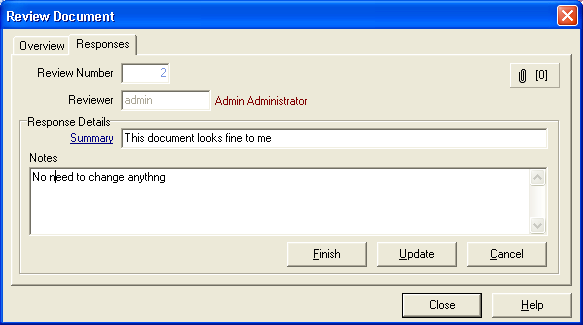 Review Document
Overview Responses
Review Number 2
[0]
Reviewer admin Admin Administrator
Response Details
Summary This document looks fine to me
Notes
No need to change anythng
Finish Update Cancel
Close Help